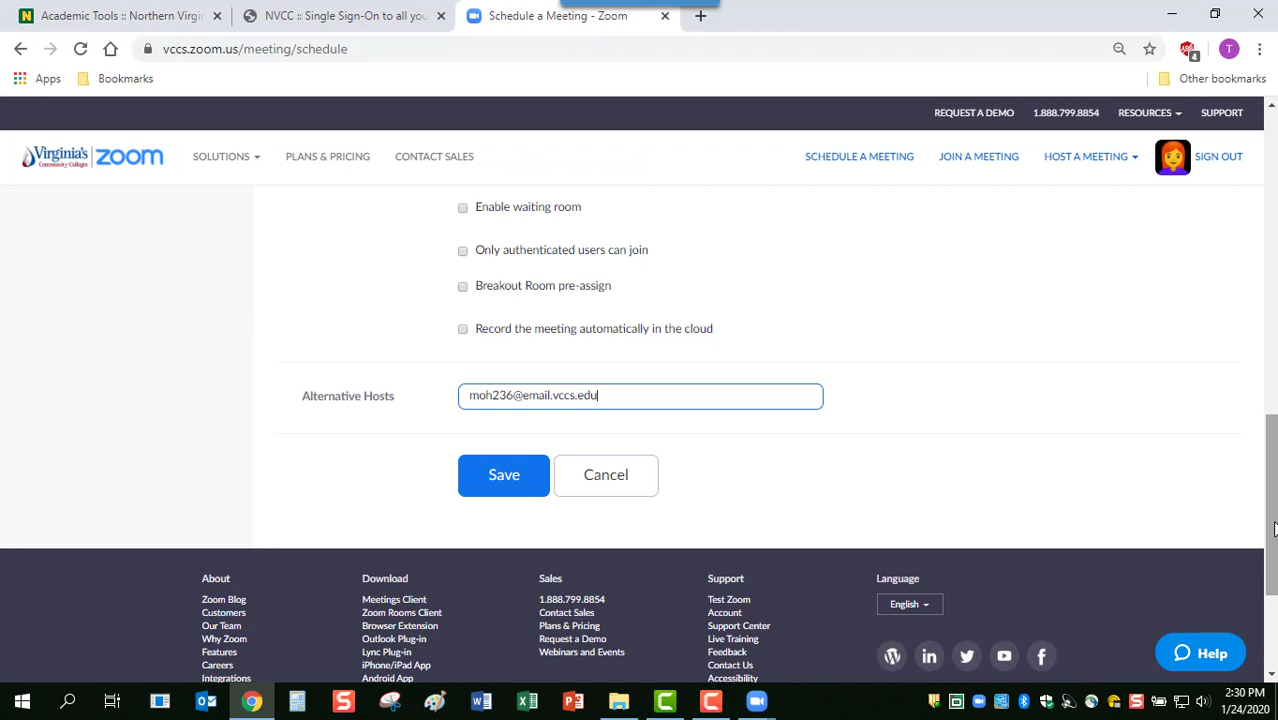 Academic Tools :: Northern Virgin
NVCC :: Single Sign-On to all you
Schedule a Meeting - Zoom
vccs.zoom.us/meeting/schedule
4
T
Apps
Bookmarks
Other bookmarks
REQUEST A DEMO
1.888.799.8854
RESOURCES
SUPPORT
Virginia's Community Colleges
zoom
SOLUTIONS
PLANS & PRICING
CONTACT SALES
SCHEDULE A MEETING
JOIN A MEETING
HOST A MEETING
SIGN OUT
Enable waiting room
Only authenticated users can join
Breakout Room pre-assign
Record the meeting automatically in the cloud
Alternative Hosts
moh236@email.vccs.edu
Save
Cancel
About
Zoom Blog
Customers
Our Team
Why Zoom
Features
Careers
Integrations
Download
Meetings Client
Zoom Rooms Client
Browser Extension
Outlook Plug-in
Lync Plug-in
iPhone/iPad App
Android App
Sales
1.888.799.8854
Contact Sales
Plans & Pricing
Request a Demo
Webinars and Events
Support
Test Zoom
Account
Support Center
Live Training
Feedback
Contact Us
Accessibility
Language
English
Help
2:30 PM
1/24/2020